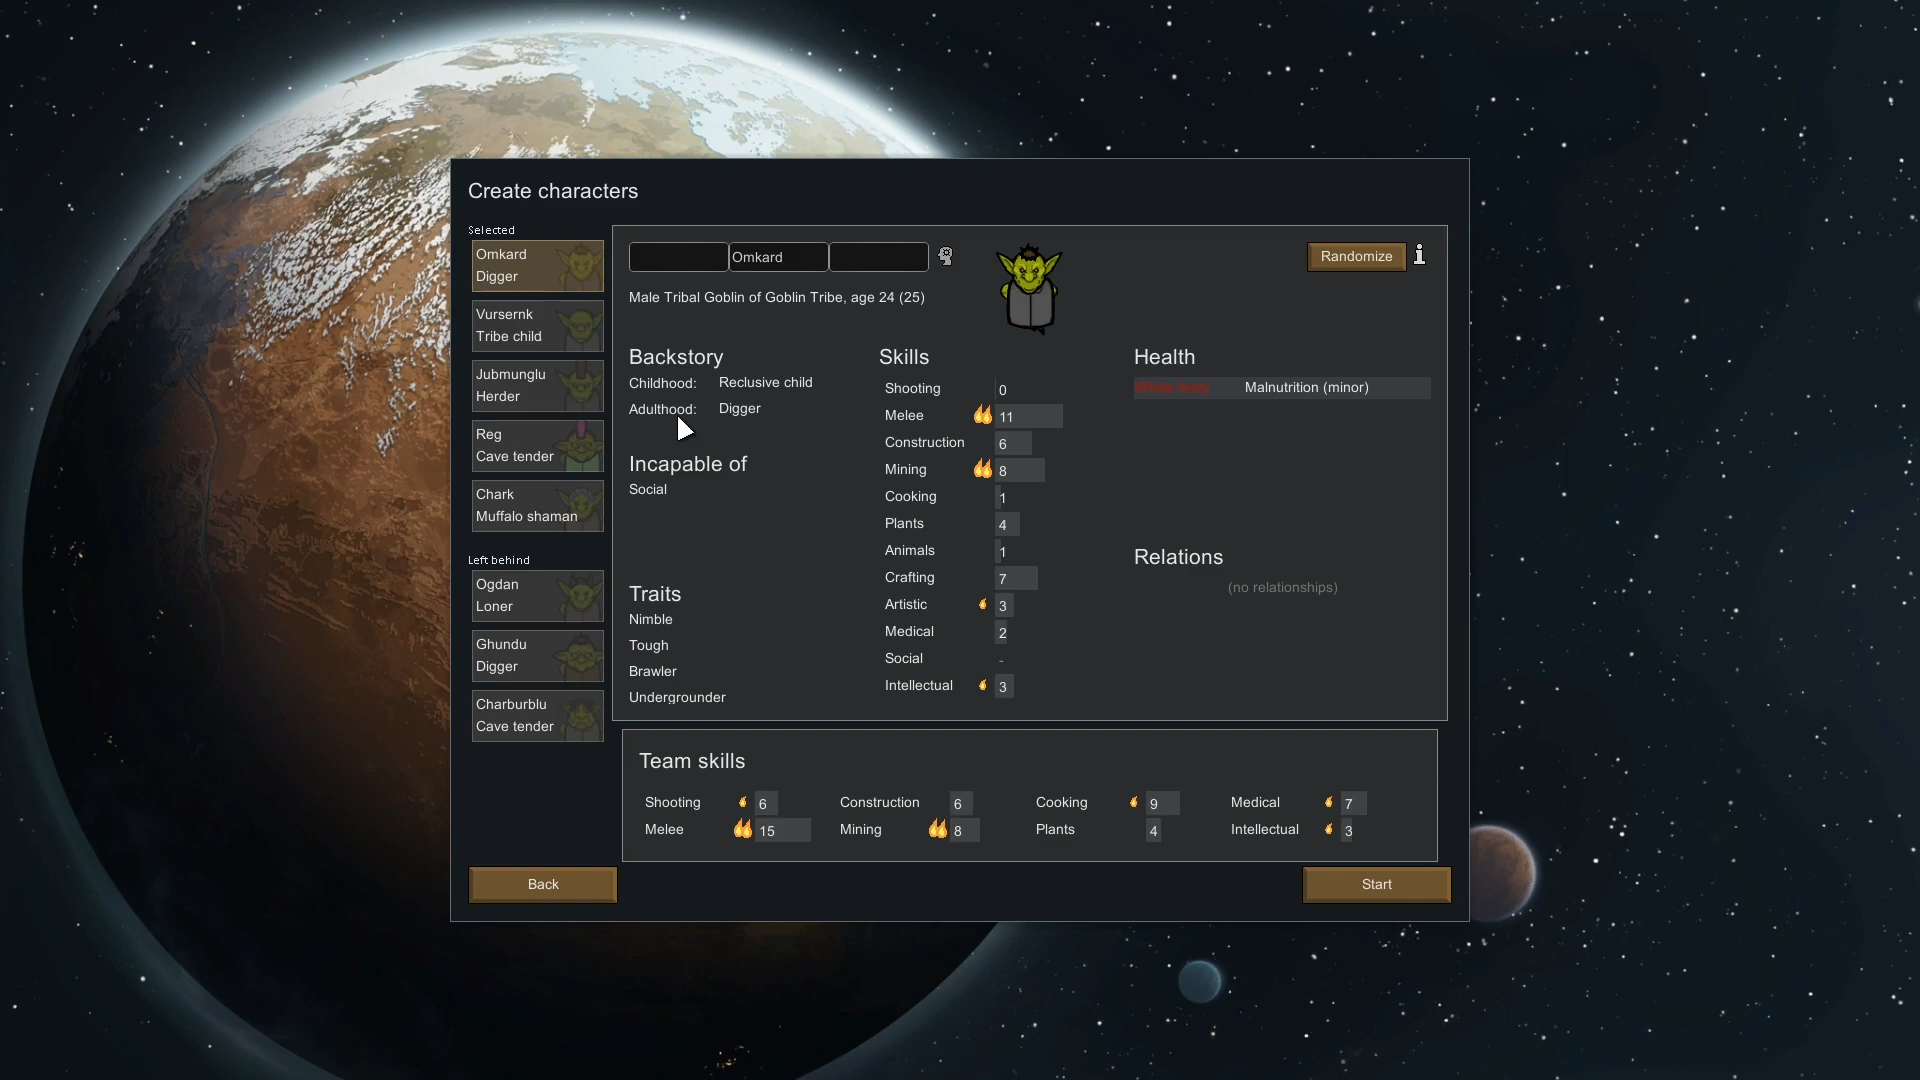 Create characters
Selected
Omkard
Digger
Vursernk
Tribe child
Jubmunglu
Herder
Reg
Cave tender
Chark
Muffalo shaman
Left behind
Ogdan
Loner
Ghundu
Digger
Charburblu
Cave tender
Omkard
Randomize
Male Tribal Goblin of Goblin Tribe, age 24 (25)
Backstory
Childhood: Reclusive child
Adulthood: Digger
Incapable of
Social
Traits
Nimble
Tough
Brawler
Undergrounder
Skills
Shooting 0
Melee 11
Construction 6
Mining 8
Cooking 1
Plants 4
Animals 1
Crafting 7
Artistic 3
Medical 2
Social -
Intellectual 3
Health
Whole body Malnutrition (minor)
Relations
(no relationships)
Team skills
Shooting 6 Construction 6 Cooking 9 Medical 7
Melee 15 Mining 8 Plants 4 Intellectual 3
Back
Start